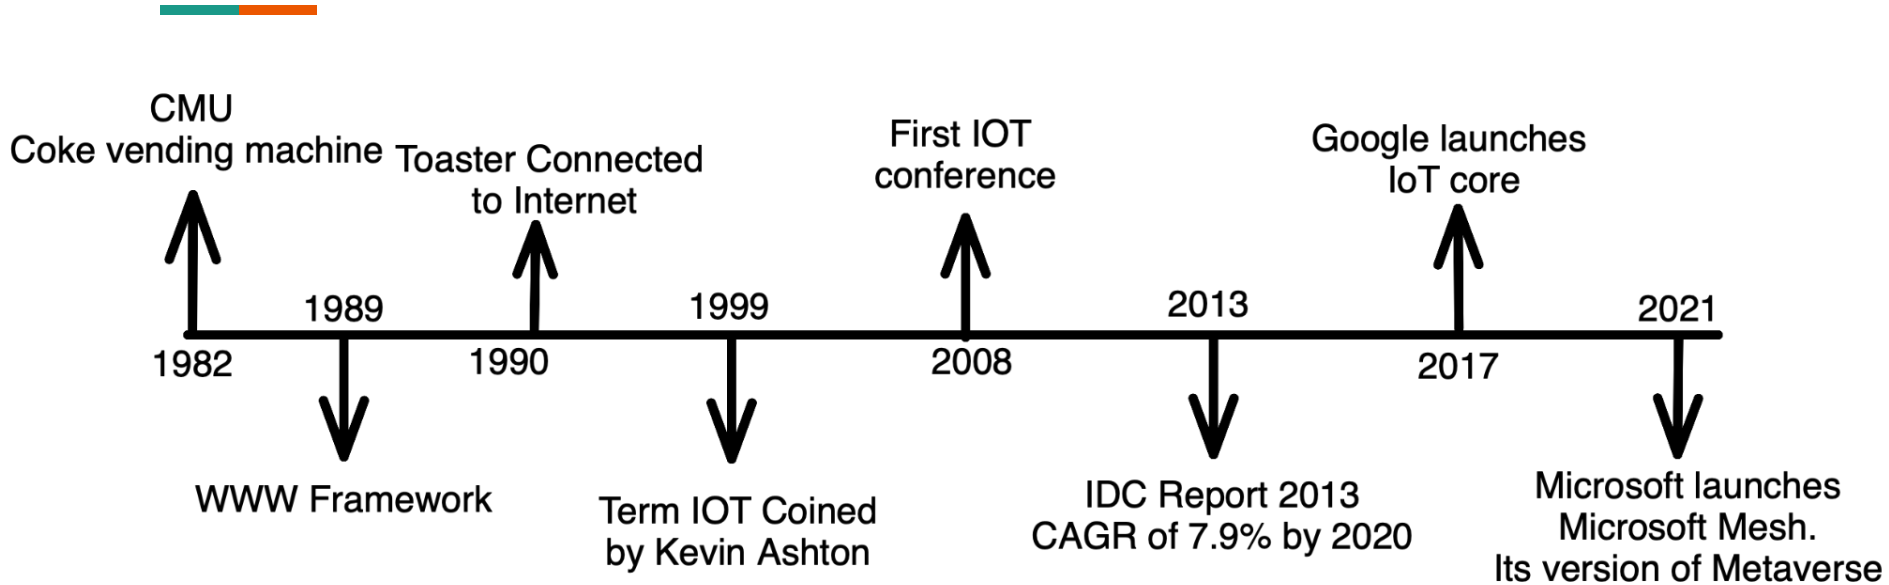 CMU
Coke vending machine
1982
1989
WWW Framework
Toaster Connected
to Internet
1990
1999
Term IOT Coined
by Kevin Ashton
First IOT
conference
2008
2013
IDC Report 2013
CAGR of 7.9% by 2020
Google launches
IoT core
2017
2021
Microsoft launches
Microsoft Mesh.
Its version of Metaverse